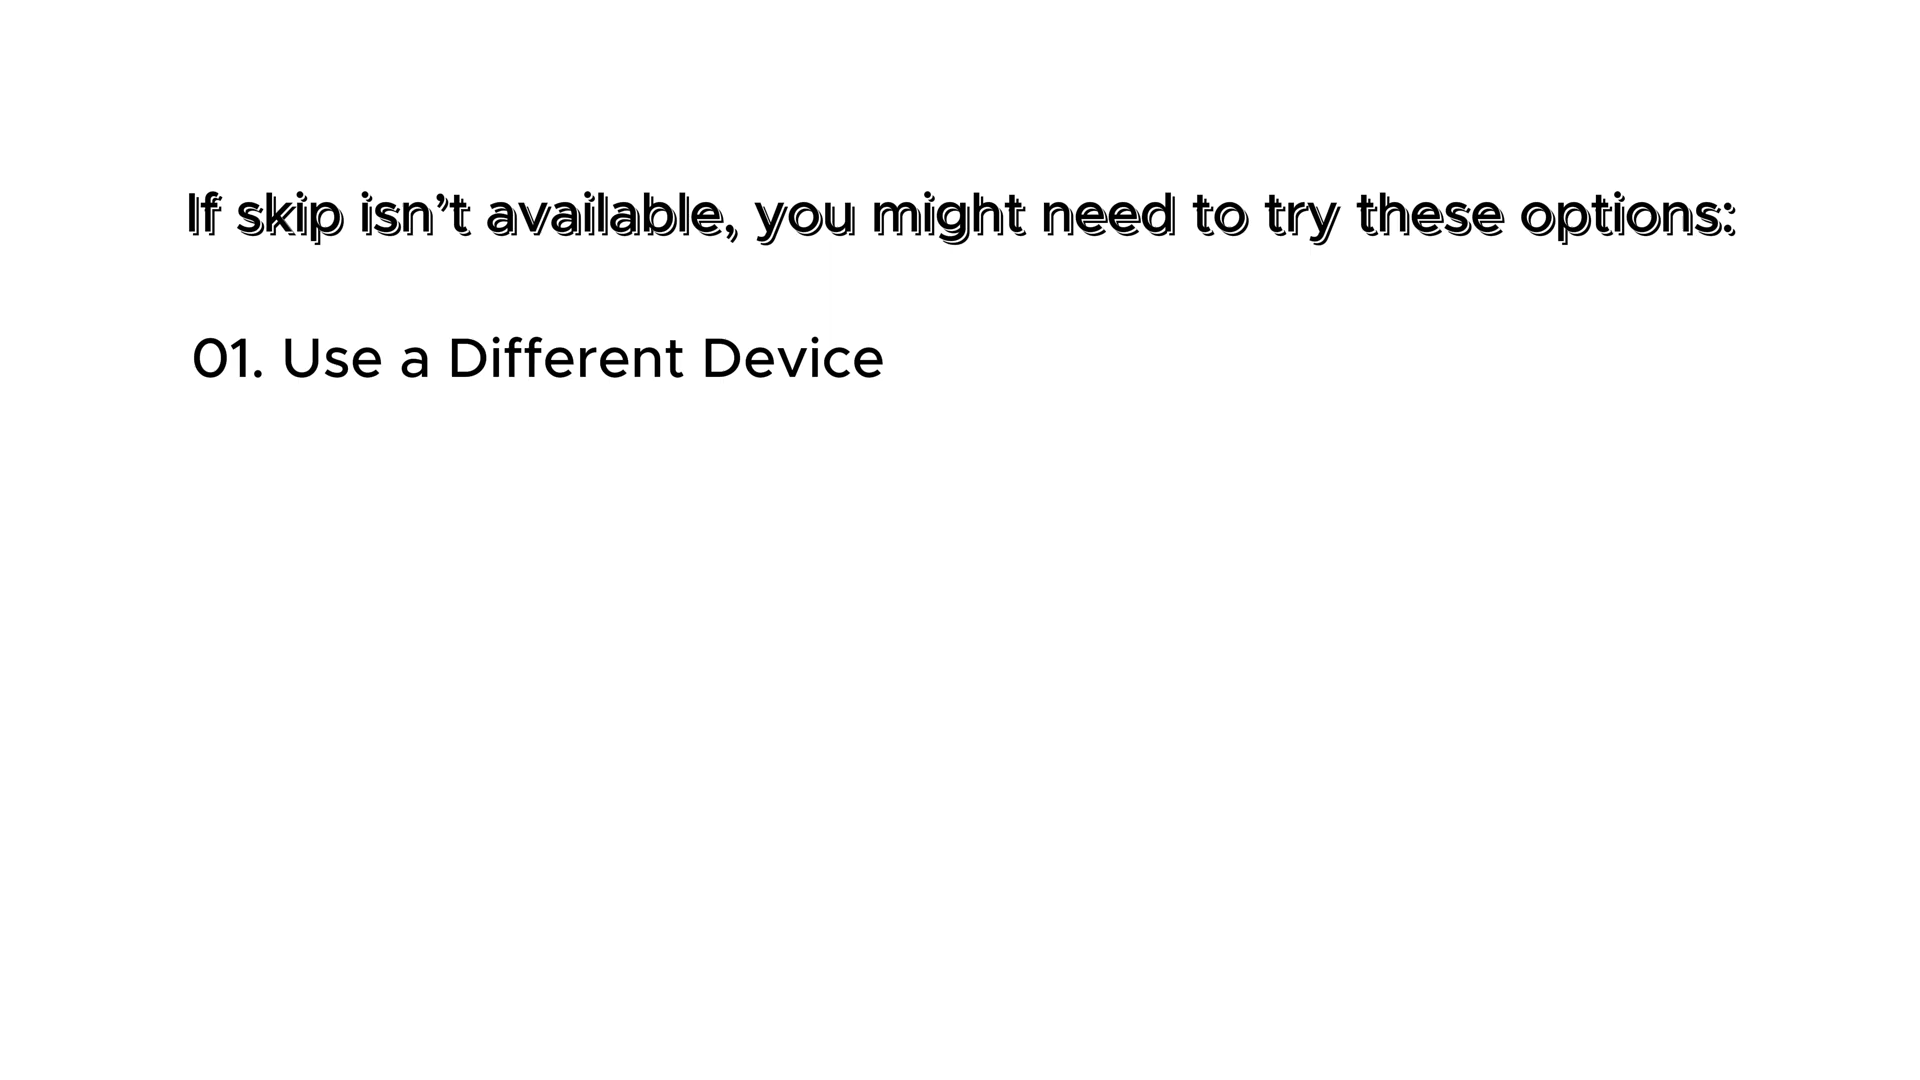 If skip isn’t available, you might need to try these options:
01. Use a Different Device